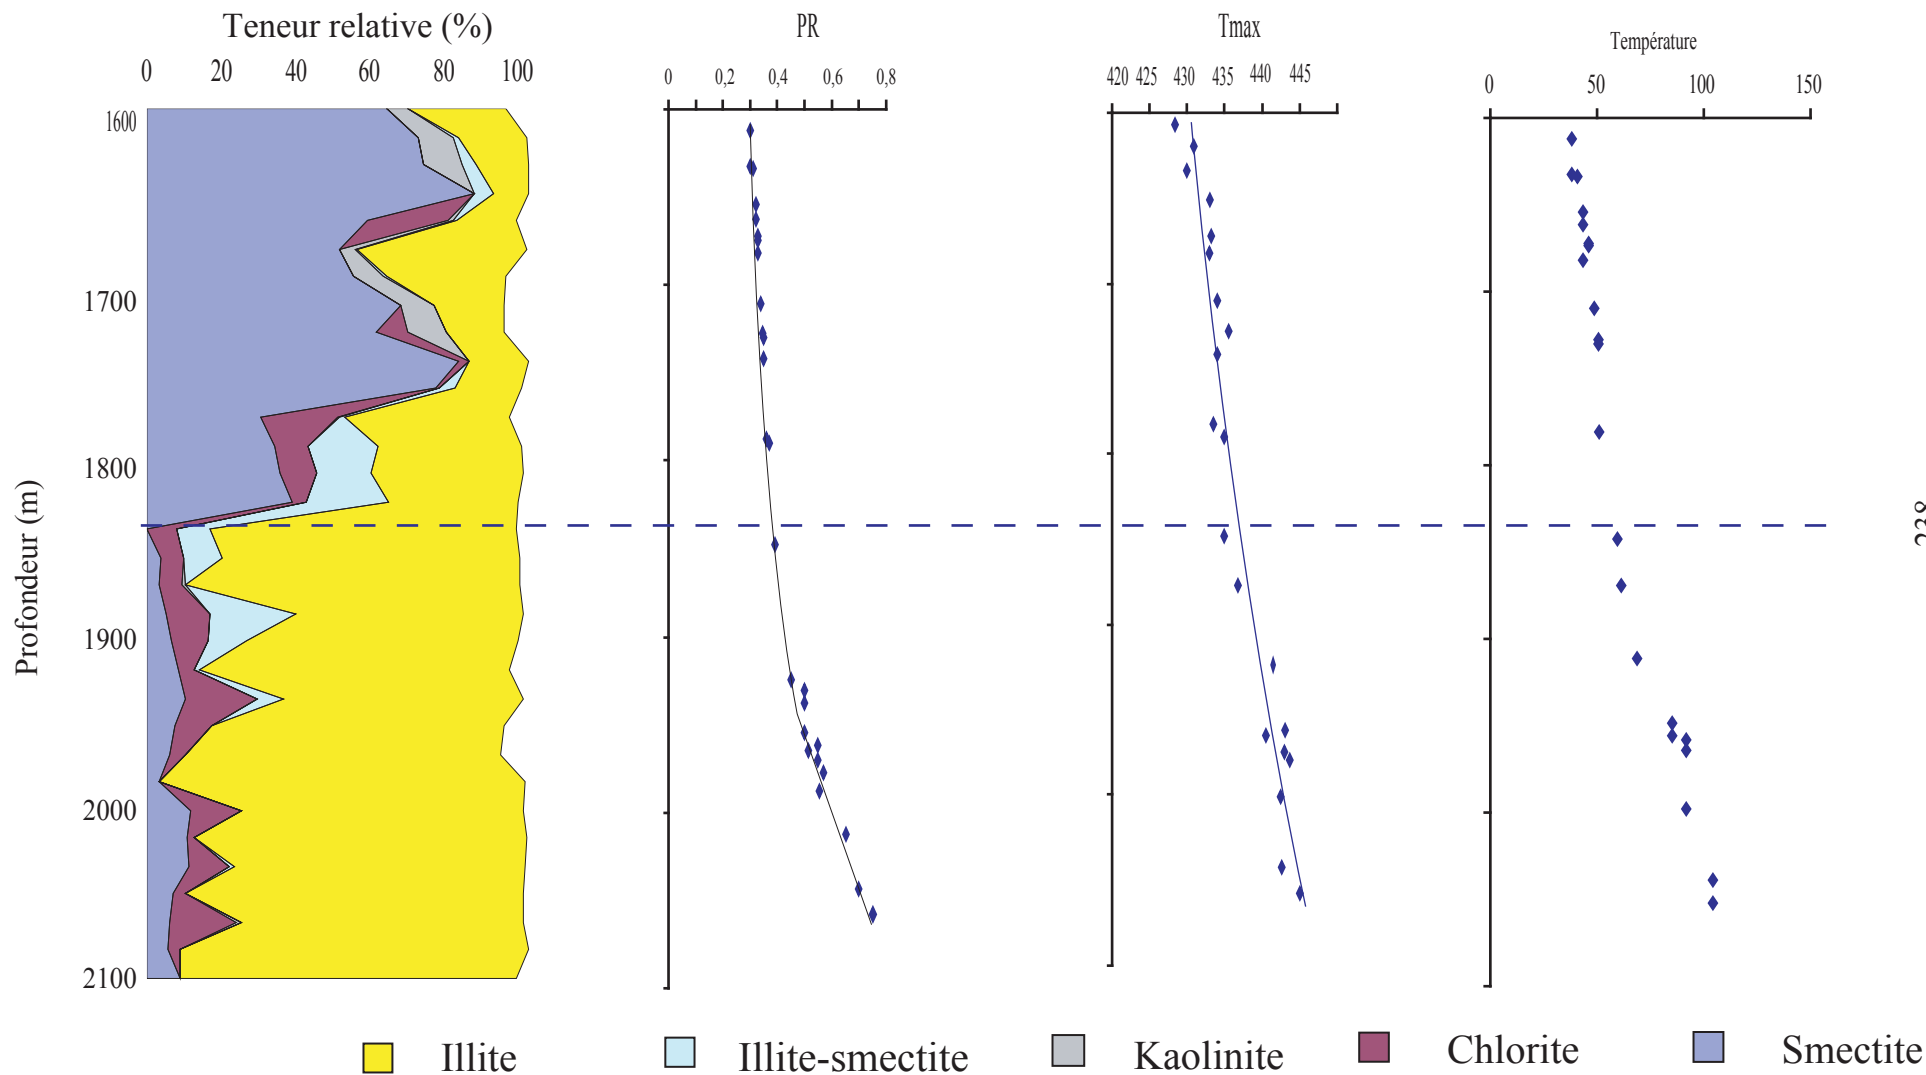 Teneur relative (%)
0 20 40 60 80 100
PR
0 0,2 0,4 0,6 0,8
Tmax
420 425 430 435 440 445
Température
0 50 100 150
Profondeur (m)
1600
1700
1800
1900
2000
2100
238
Illite
Illite-smectite
Kaolinite
Chlorite
Smectite